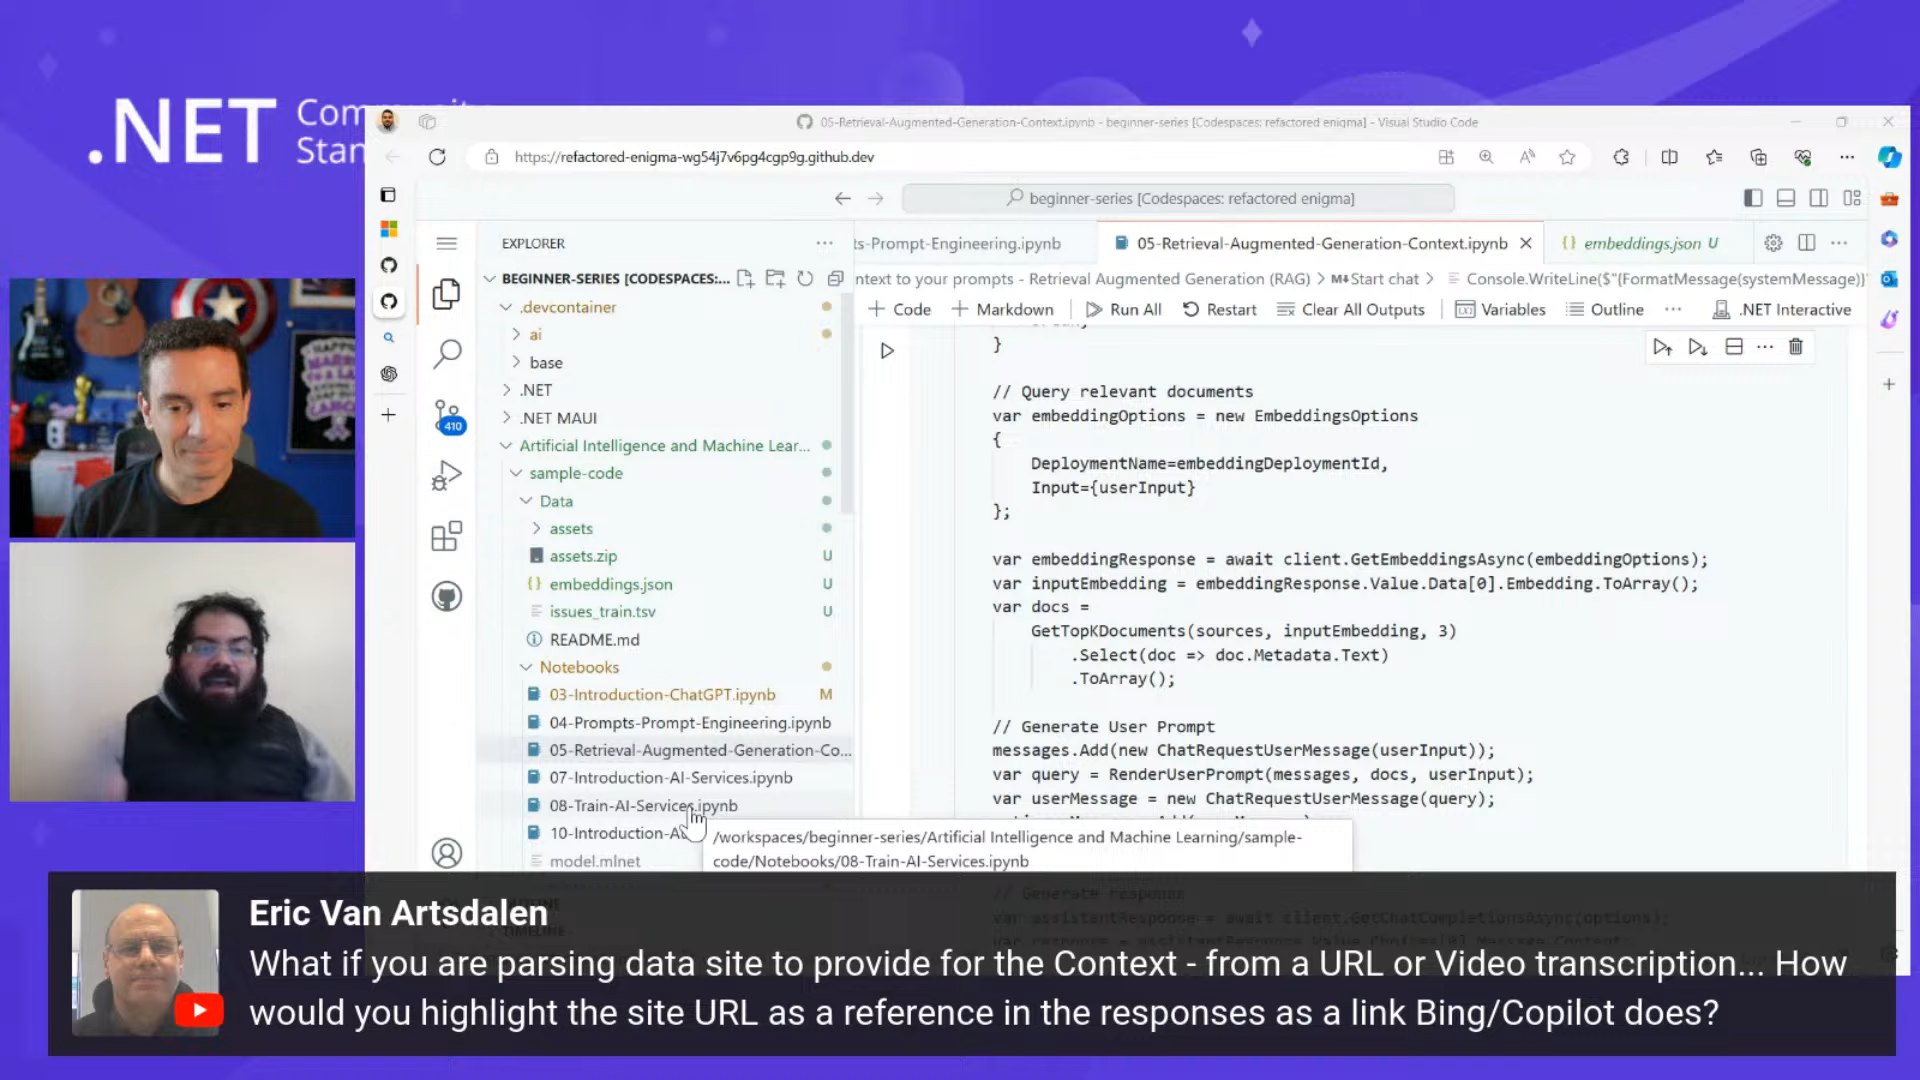 .NET
Com
Stan
05-Retrieval-Augmented-Generation-Context.ipynb - beginner-series [Codespaces: refactored enigma] - Visual Studio Code
https://refactored-enigma-wg54j7v6pg4cgp9g.github.dev
beginner-series [Codespaces: refactored enigma]
EXPLORER
ts-Prompt-Engineering.ipynb
05-Retrieval-Augmented-Generation-Context.ipynb
{} embeddings.json U
BEGINNER-SERIES [CODESPACES:...
ntext to your prompts - Retrieval Augmented Generation (RAG) > M↓Start chat > Console.WriteLine($"{FormatMessage(systemMessage)}
+ Code
+ Markdown
Run All
Restart
Clear All Outputs
Variables
Outline
...
.NET Interactive
.devcontainer
ai
base
.NET
.NET MAUI
410
Artificial Intelligence and Machine Lear...
sample-code
Data
assets
assets.zip U
{} embeddings.json U
issues_train.tsv U
README.md
Notebooks
03-Introduction-ChatGPT.ipynb M
04-Prompts-Prompt-Engineering.ipynb
05-Retrieval-Augmented-Generation-Co...
07-Introduction-AI-Services.ipynb
08-Train-AI-Services.ipynb
10-Introduction-A
model.mlnet
OUTLINE
TIMELINE
}
// Query relevant documents
var embeddingOptions = new EmbeddingsOptions
{
DeploymentName=embeddingDeploymentId,
Input={userInput}
};
var embeddingResponse = await client.GetEmbeddingsAsync(embeddingOptions);
var inputEmbedding = embeddingResponse.Value.Data[0].Embedding.ToArray();
var docs =
GetTopKDocuments(sources, inputEmbedding, 3)
.Select(doc => doc.Metadata.Text)
.ToArray();
// Generate User Prompt
messages.Add(new ChatRequestUserMessage(userInput));
var query = RenderUserPrompt(messages, docs, userInput);
var userMessage = new ChatRequestUserMessage(query);
/workspaces/beginner-series/Artificial Intelligence and Machine Learning/sample-
code/Notebooks/08-Train-AI-Services.ipynb
// Generate response
var assistantResponse = await client.GetChatCompletionsAsync(options);
Eric Van Artsdalen
What if you are parsing data site to provide for the Context - from a URL or Video transcription... How
would you highlight the site URL as a reference in the responses as a link Bing/Copilot does?